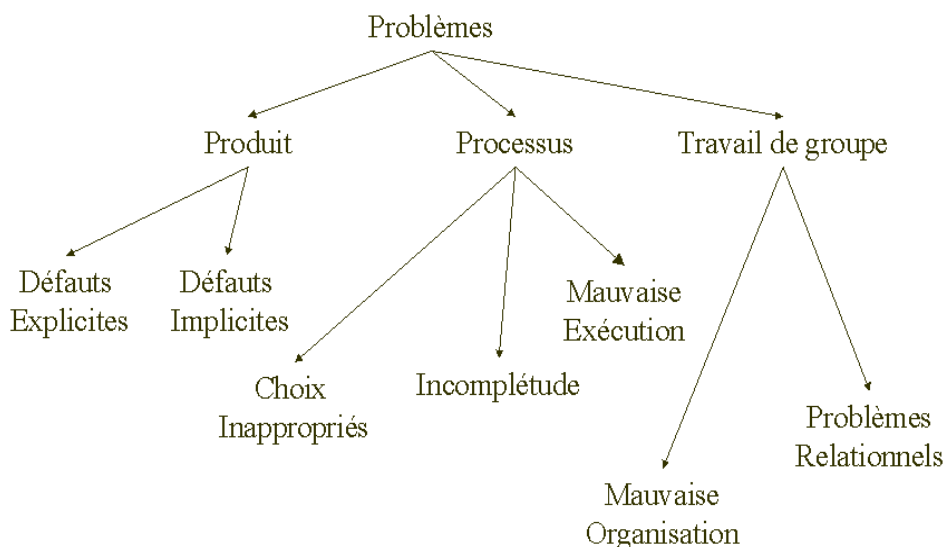 Problèmes
Produit
Processus
Travail de groupe
Défauts
Explicites
Défauts
Implicites
Mauvaise
Exécution
Choix
Inappropriés
Incomplétude
Problèmes
Relationnels
Mauvaise
Organisation